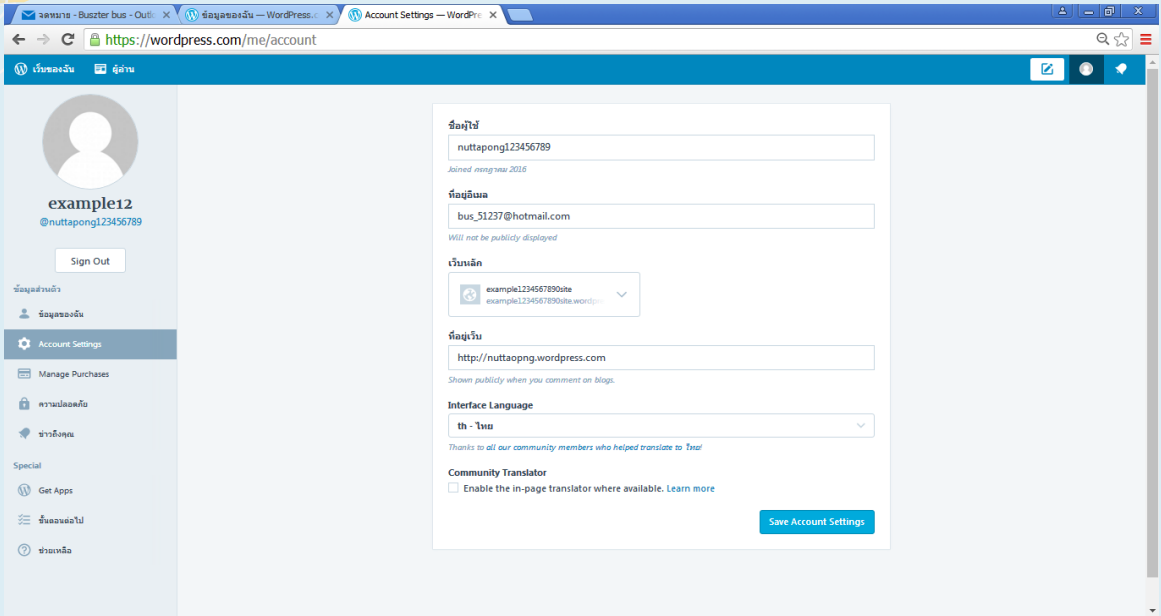 จดหมาย - Buszter bus - Outl
ข้อมูลของฉัน — WordPress.c
Account Settings — WordPre
https://wordpress.com/me/account
เว็บของฉัน
ผู้อ่าน
example12
@nuttapong123456789
Sign Out
ข้อมูลส่วนตัว
ข้อมูลของฉัน
Account Settings
Manage Purchases
ความปลอดภัย
ข่าวถึงคุณ
Special
Get Apps
ขั้นตอนต่อไป
ช่วยเหลือ
ชื่อผู้ใช้
nuttapong123456789
Joined กรกฎาคม 2016
ที่อยู่อีเมล
bus_51237@hotmail.com
Will not be publicly displayed
เว็บหลัก
example1234567890site
example1234567890site.wordpre
ที่อยู่เว็บ
http://nuttaopng.wordpress.com
Shown publicly when you comment on blogs.
Interface Language
th - ไทย
Thanks to all our community members who helped translate to ไทย!
Community Translator
Enable the in-page translator where available. Learn more
Save Account Settings